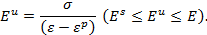 E^u = σ / (ε − ε^p) (E^s ≤ E^u ≤ E).